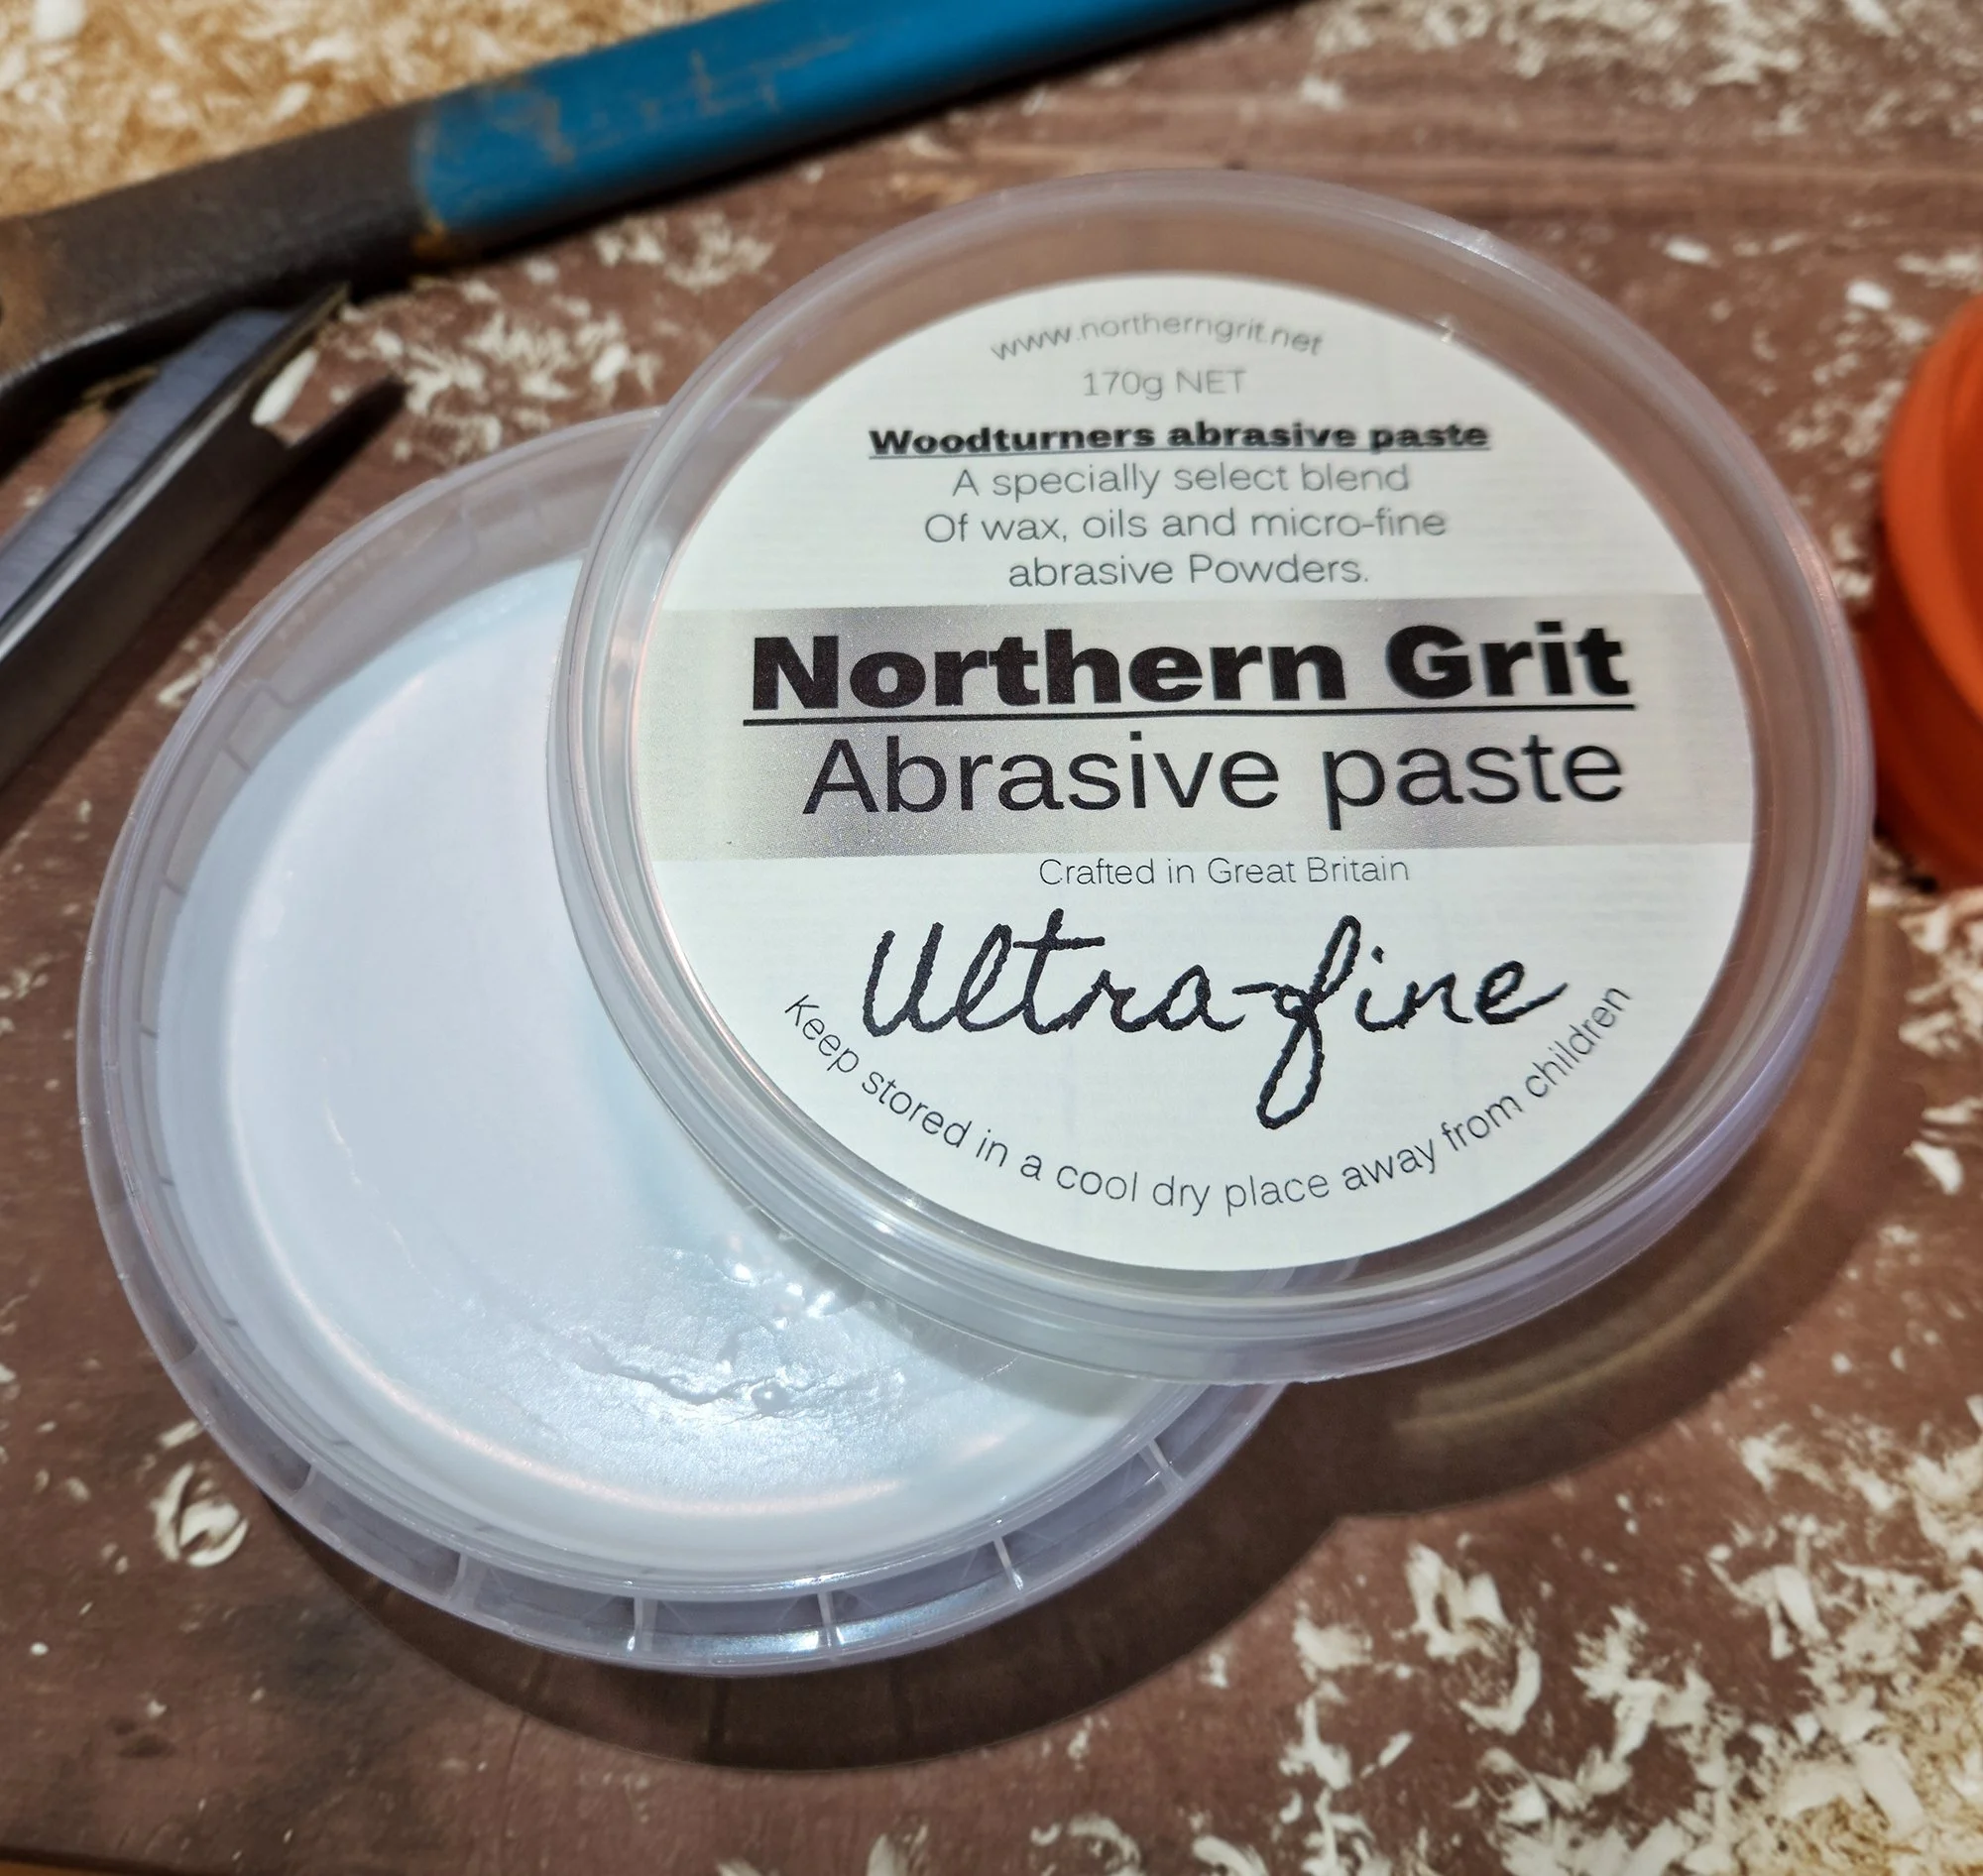 www.northerngrit.net
170g NET
Woodturners abrasive paste
A specially select blend
Of wax, oils and micro-fine
abrasive Powders.
Northern Grit
Abrasive paste
Crafted in Great Britain
Ultra-fine
Keep stored in a cool dry place away from children